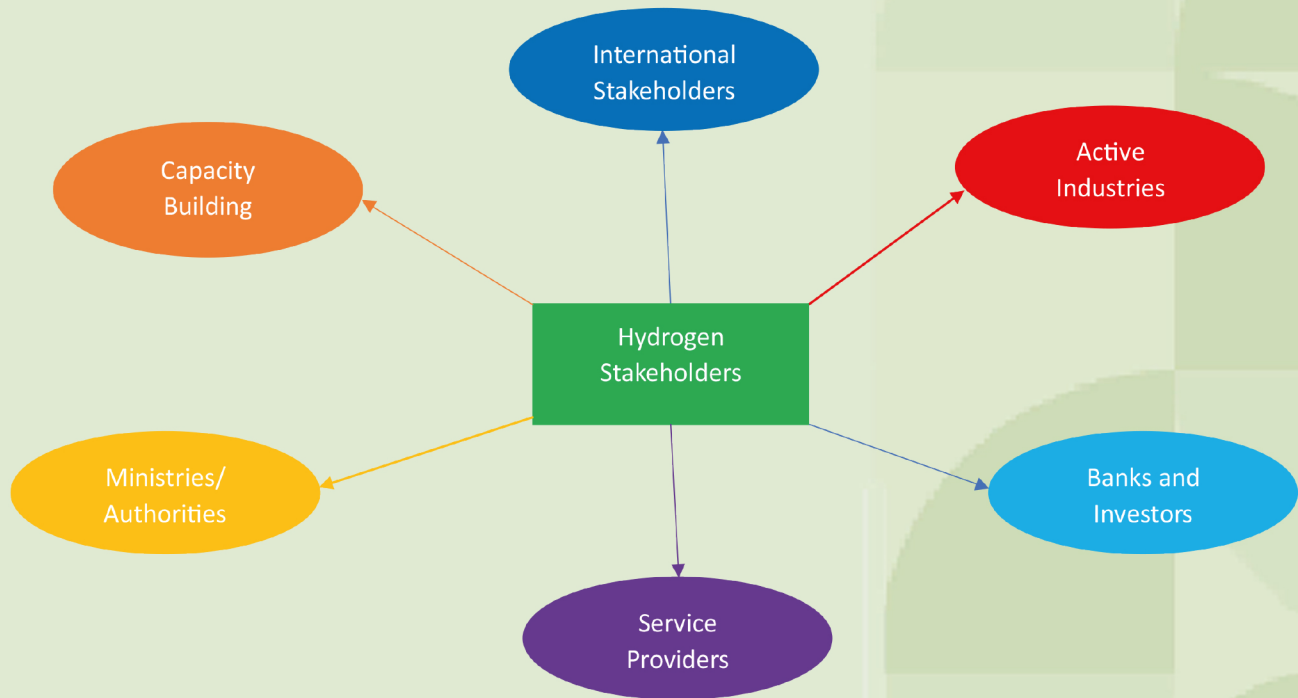 International
Stakeholders
Capacity
Building
Active
Industries
Hydrogen
Stakeholders
Ministries/
Authorities
Banks and
Investors
Service
Providers